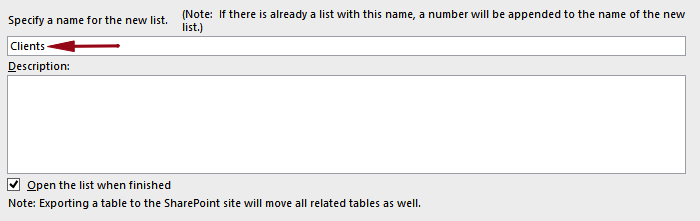 Specify a name for the new list. (Note:  If there is already a list with this name, a number will be appended to the name of the new
list.)
Clients
Description:
Open the list when finished
Note: Exporting a table to the SharePoint site will move all related tables as well.